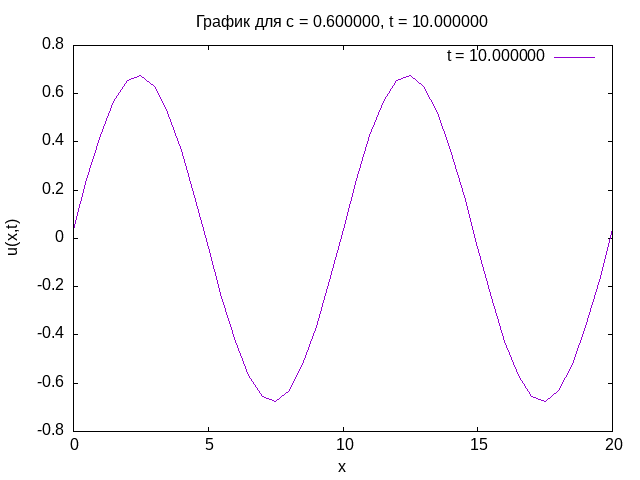 График для c = 0.600000, t = 10.000000
t = 10.000000
0.8
0.6
0.4
0.2
0
-0.2
-0.4
-0.6
-0.8
u(x,t)
0 5 10 15 20
x